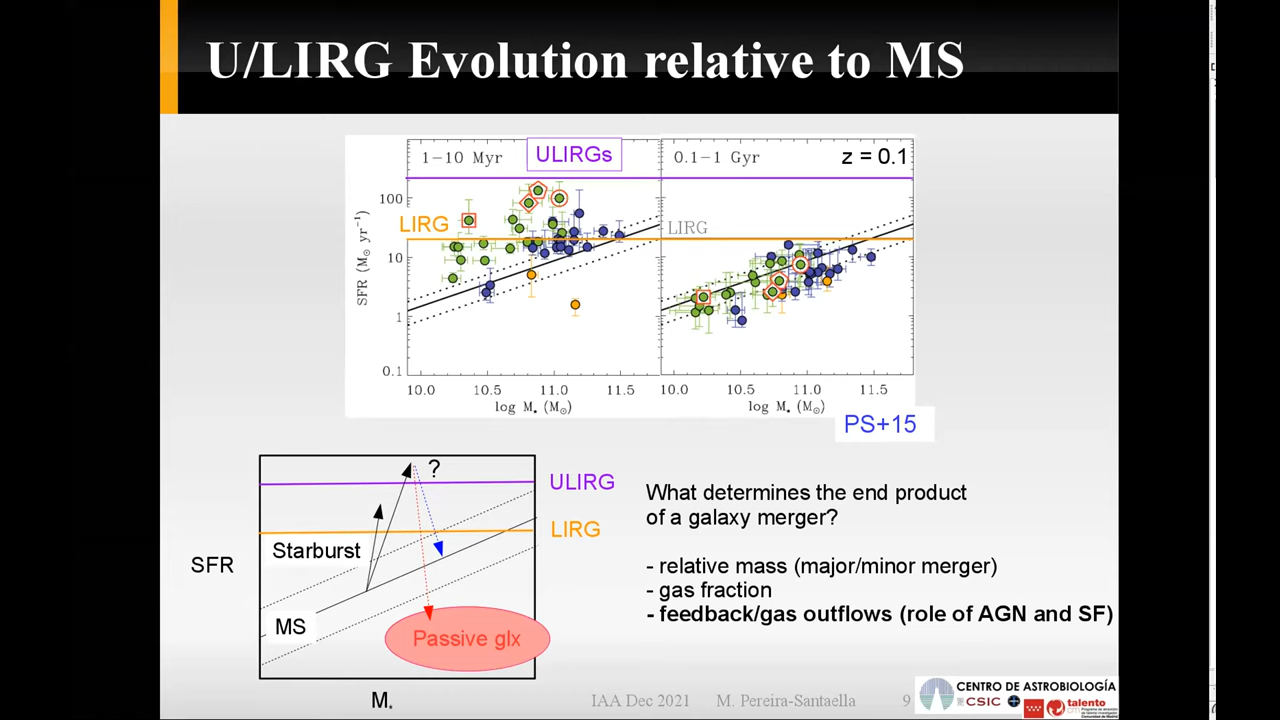 U/LIRG Evolution relative to MS
1-10 Myr
ULIRGs
0.1-1 Gyr
z = 0.1
LIRG
LIRG
SFR (M⊙ yr⁻¹)
100
10
1
0.1
10.0 10.5 11.0 11.5
10.0 10.5 11.0 11.5
log M⋆ (M⊙)
log M⋆ (M⊙)
PS+15
?
ULIRG
LIRG
Starburst
SFR
MS
Passive glx
M⋆
What determines the end product
of a galaxy merger?
- relative mass (major/minor merger)
- gas fraction
- feedback/gas outflows (role of AGN and SF)
IAA Dec 2021 M. Pereira-Santaella 9
CENTRO DE ASTROBIOLOGÍA
CSIC
talento